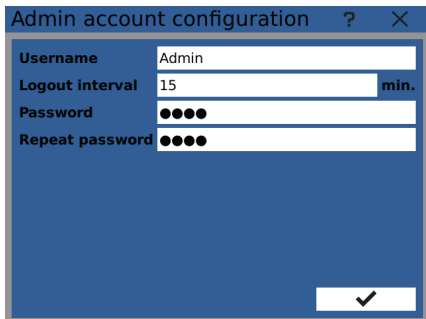 Admin account configuration ?
Username Admin
Logout interval 15 min.
Password ●●●●
Repeat password ●●●●